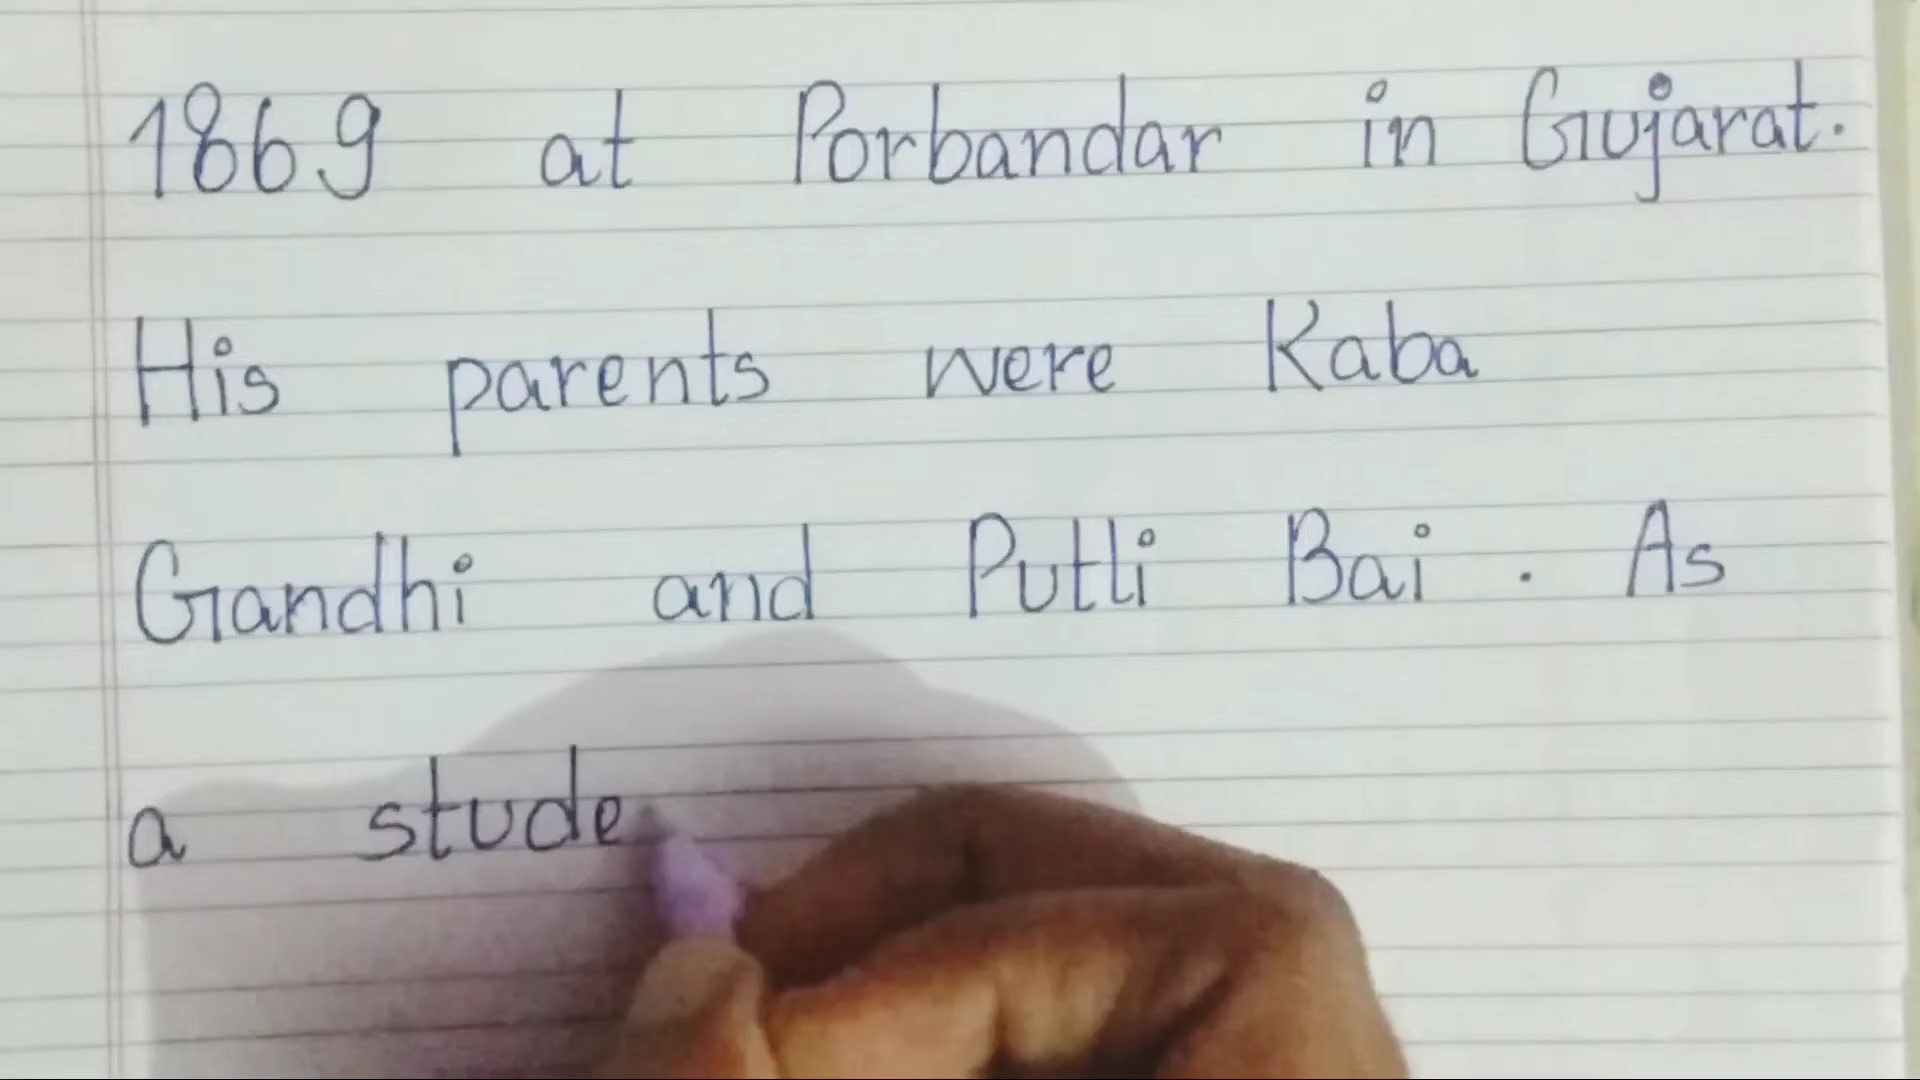 1869 at Porbandar in Gujarat.
His parents were Kaba
Gandhi and Putli Bai. As
a stude